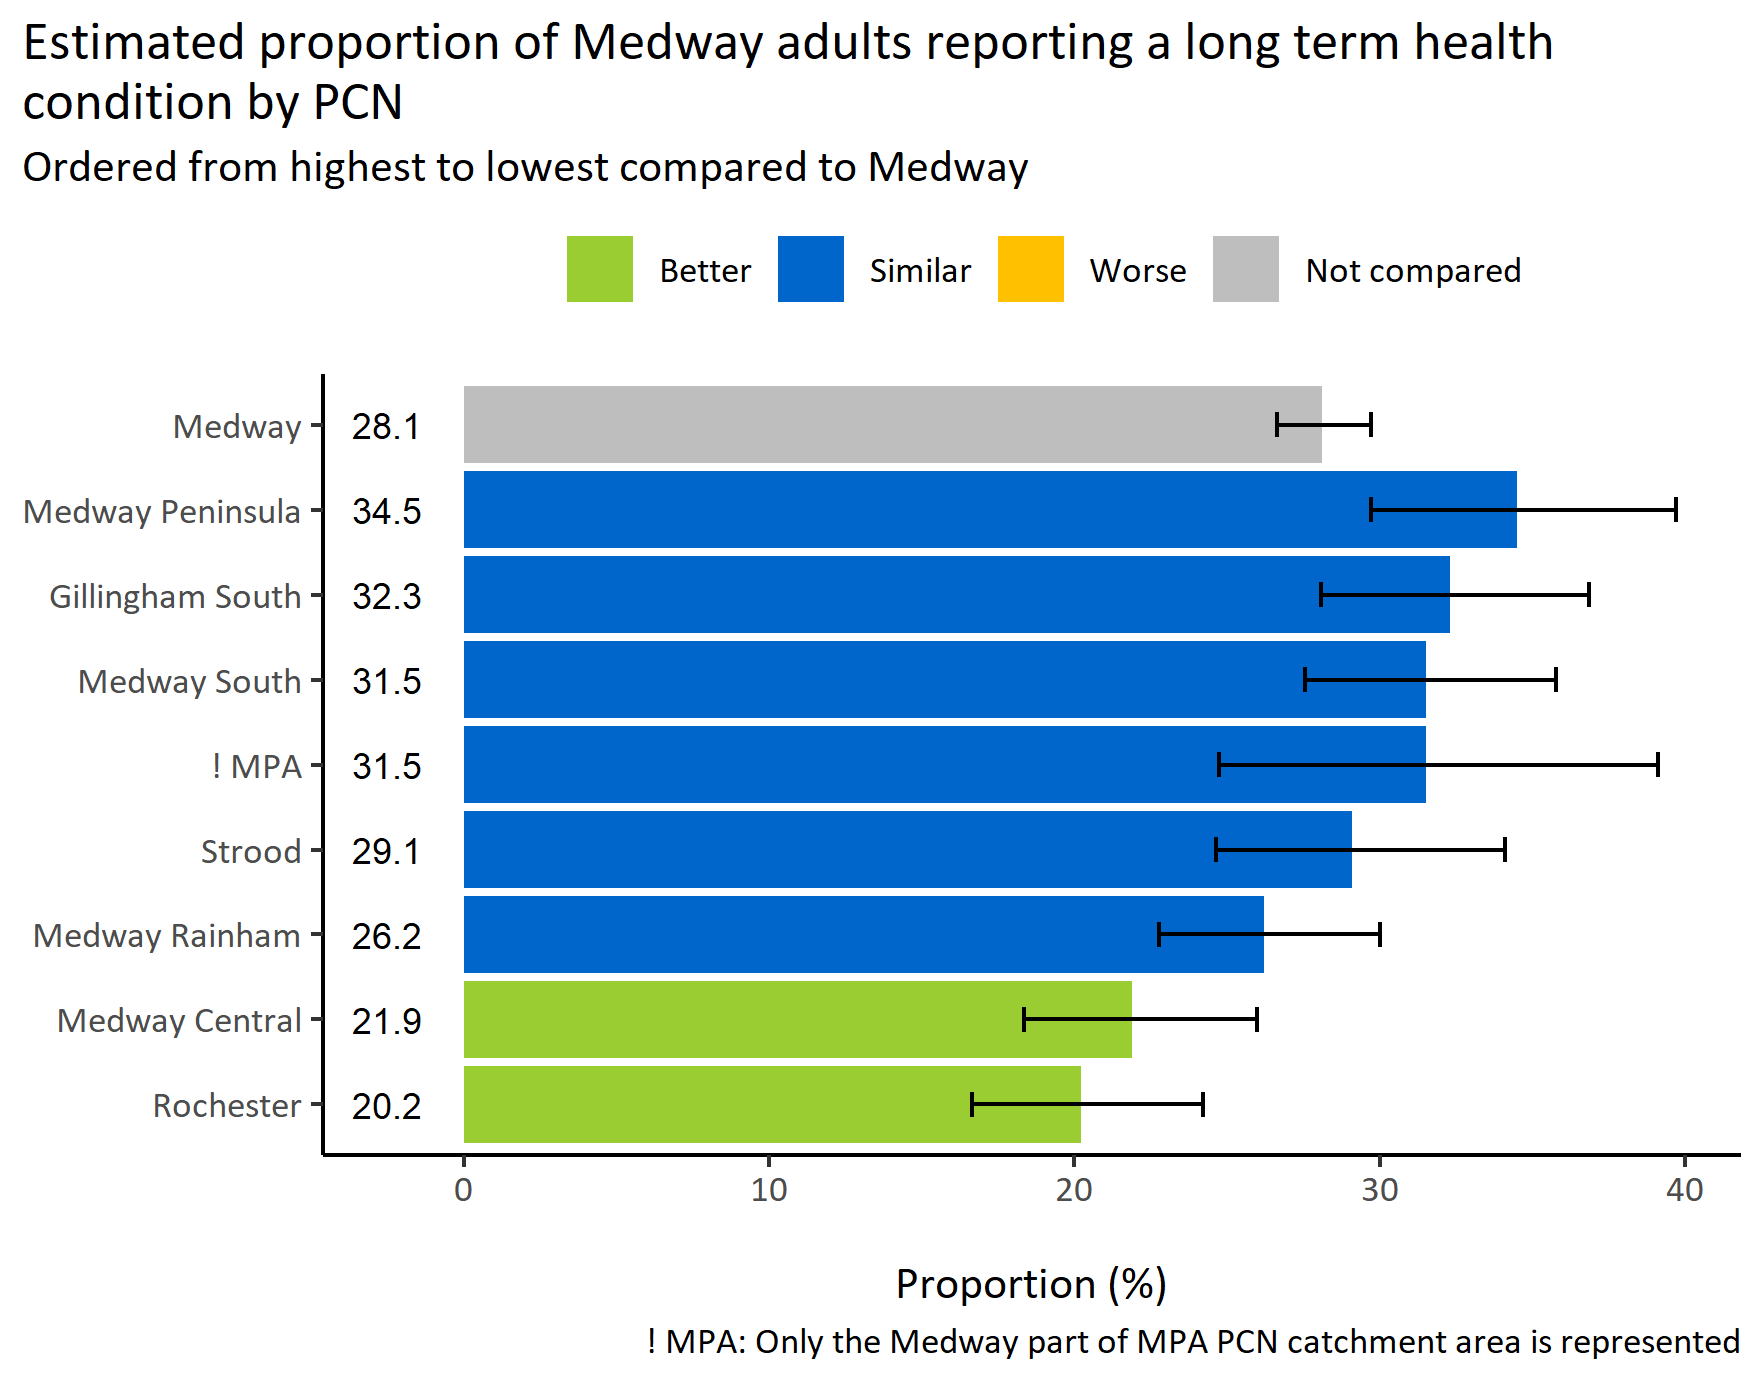 Estimated proportion of Medway adults reporting a long term health
condition by PCN
Ordered from highest to lowest compared to Medway
Better Similar Worse Not compared
Medway 28.1
Medway Peninsula 34.5
Gillingham South 32.3
Medway South 31.5
! MPA 31.5
Strood 29.1
Medway Rainham 26.2
Medway Central 21.9
Rochester 20.2
0 10 20 30 40
Proportion (%)
! MPA: Only the Medway part of MPA PCN catchment area is represented